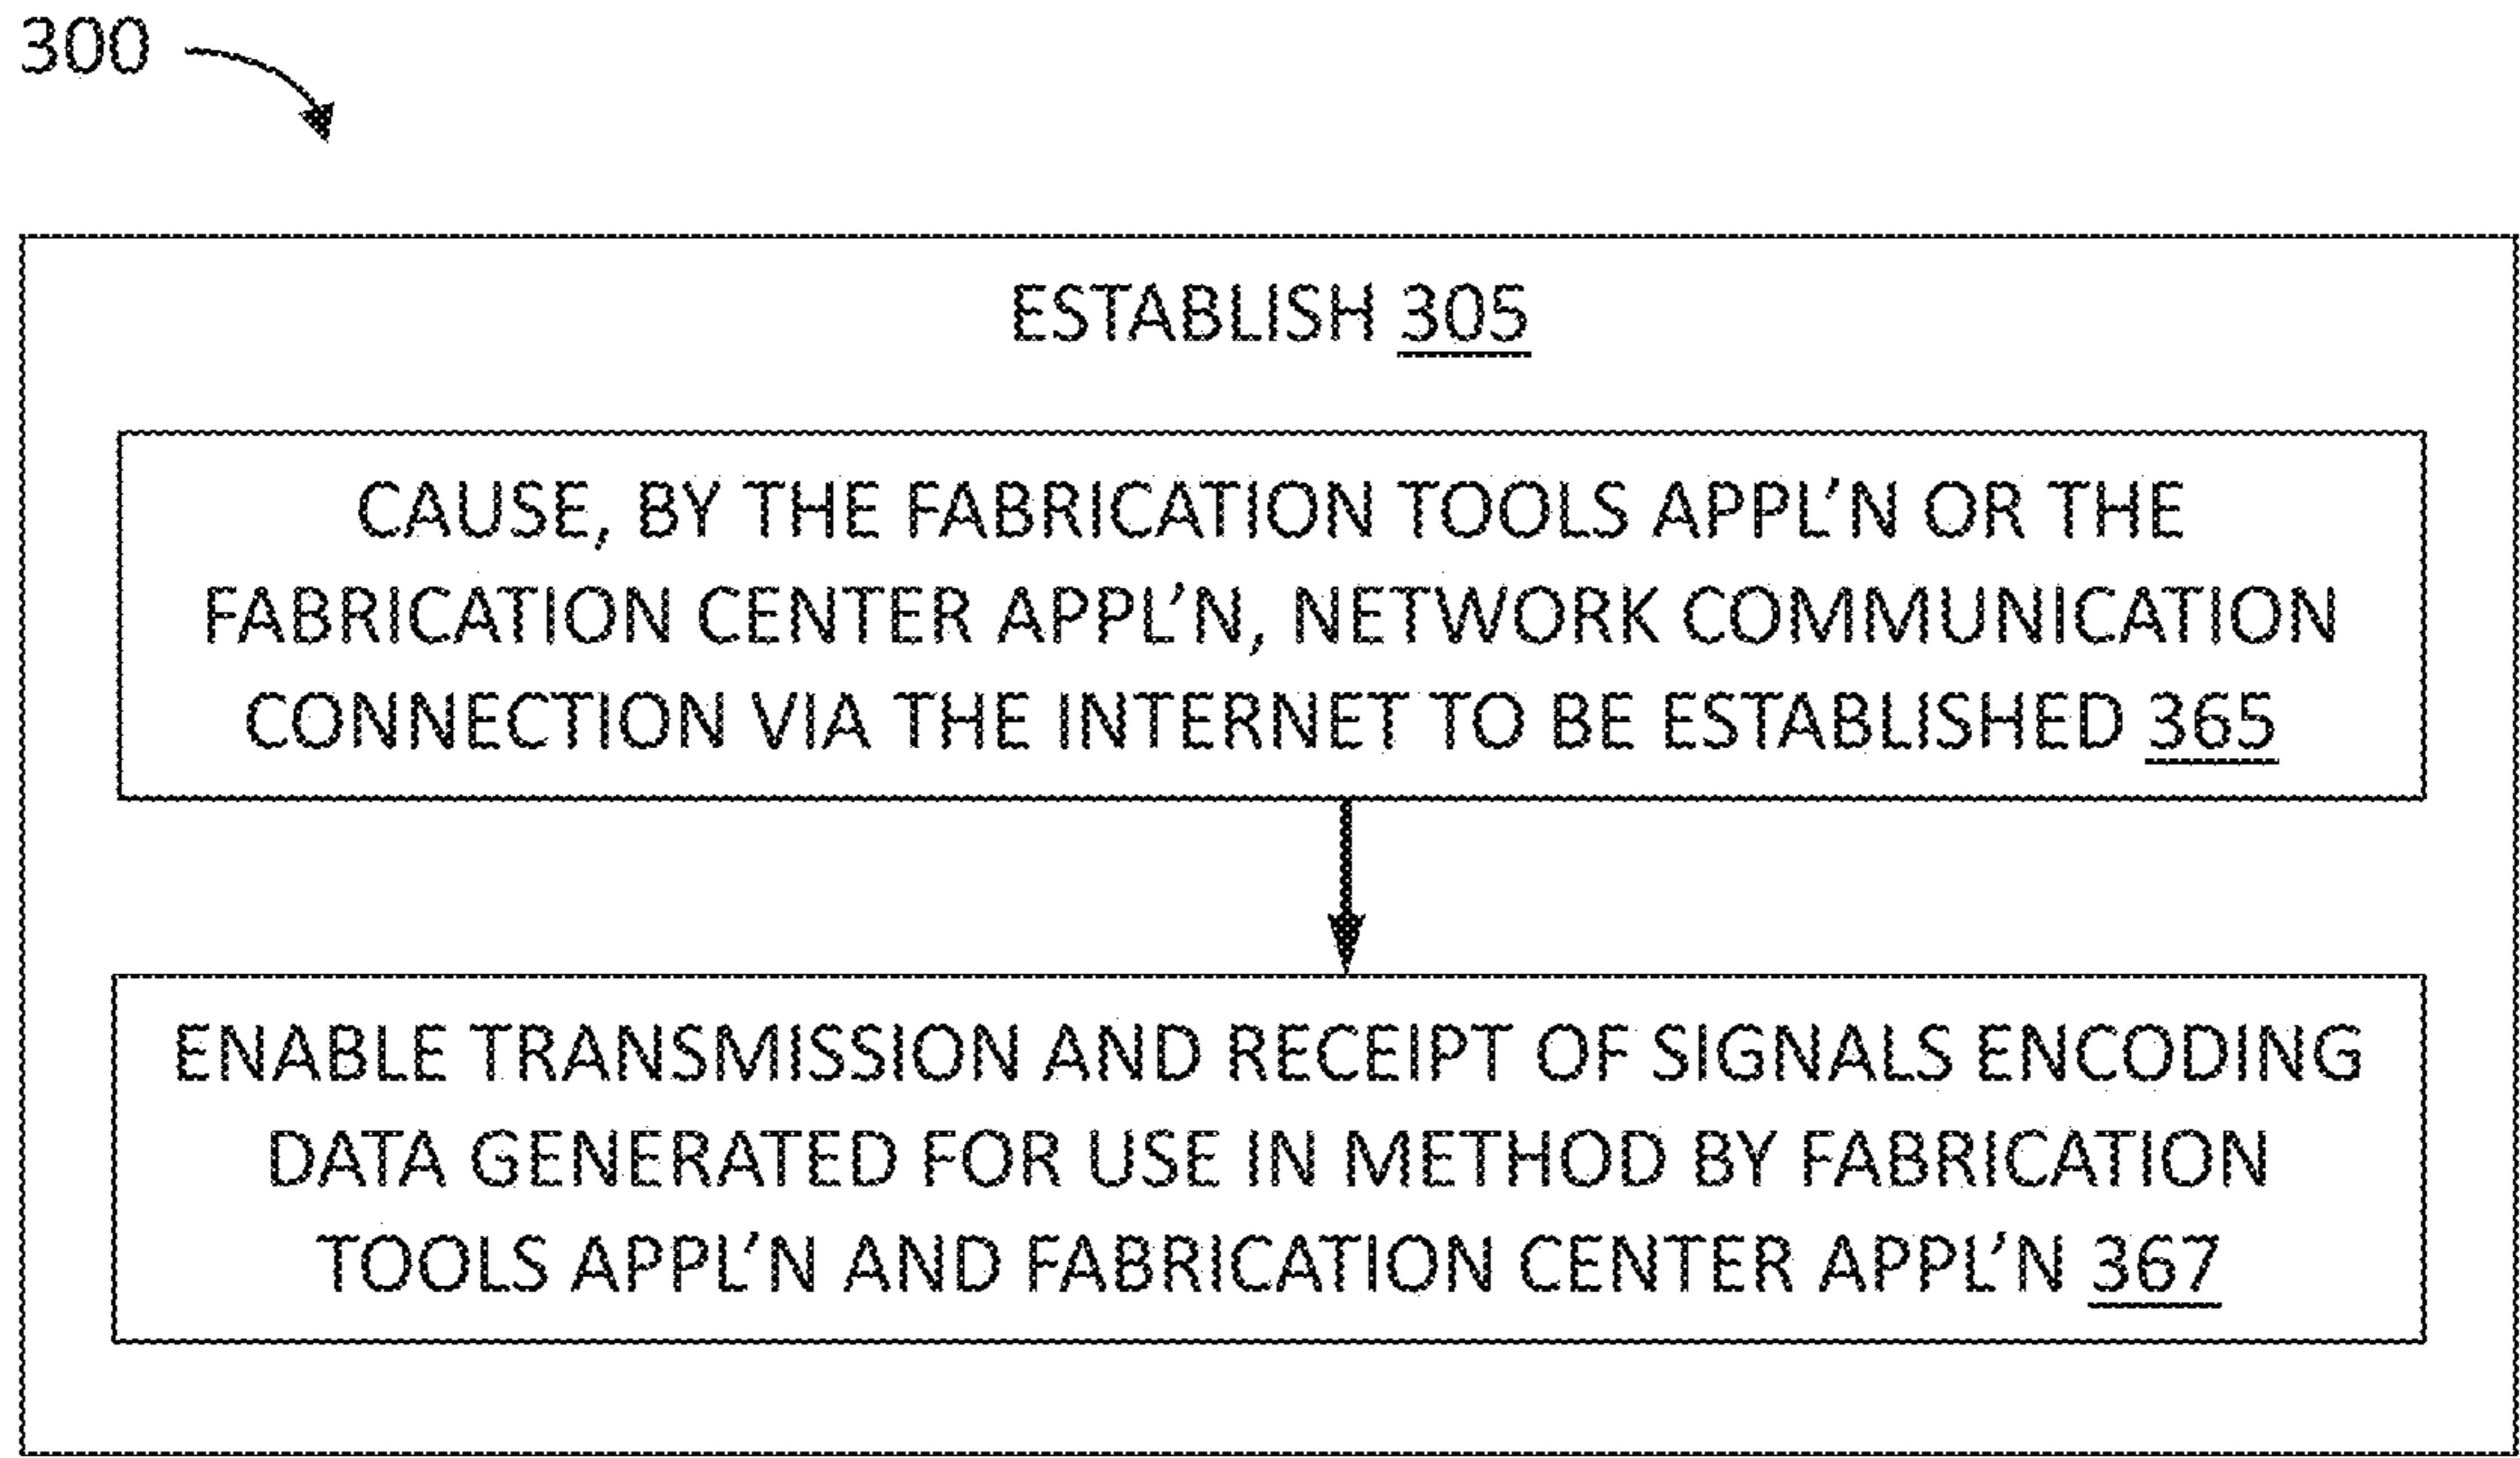 300
ESTABLISH 305
CAUSE, BY THE FABRICATION TOOLS APPL’N OR THE
FABRICATION CENTER APPL’N, NETWORK COMMUNICATION
CONNECTION VIA THE INTERNET TO BE ESTABLISHED 365
ENABLE TRANSMISSION AND RECEIPT OF SIGNALS ENCODING
DATA GENERATED FOR USE IN METHOD BY FABRICATION
TOOLS APPL’N AND FABRICATION CENTER APPL’N 367